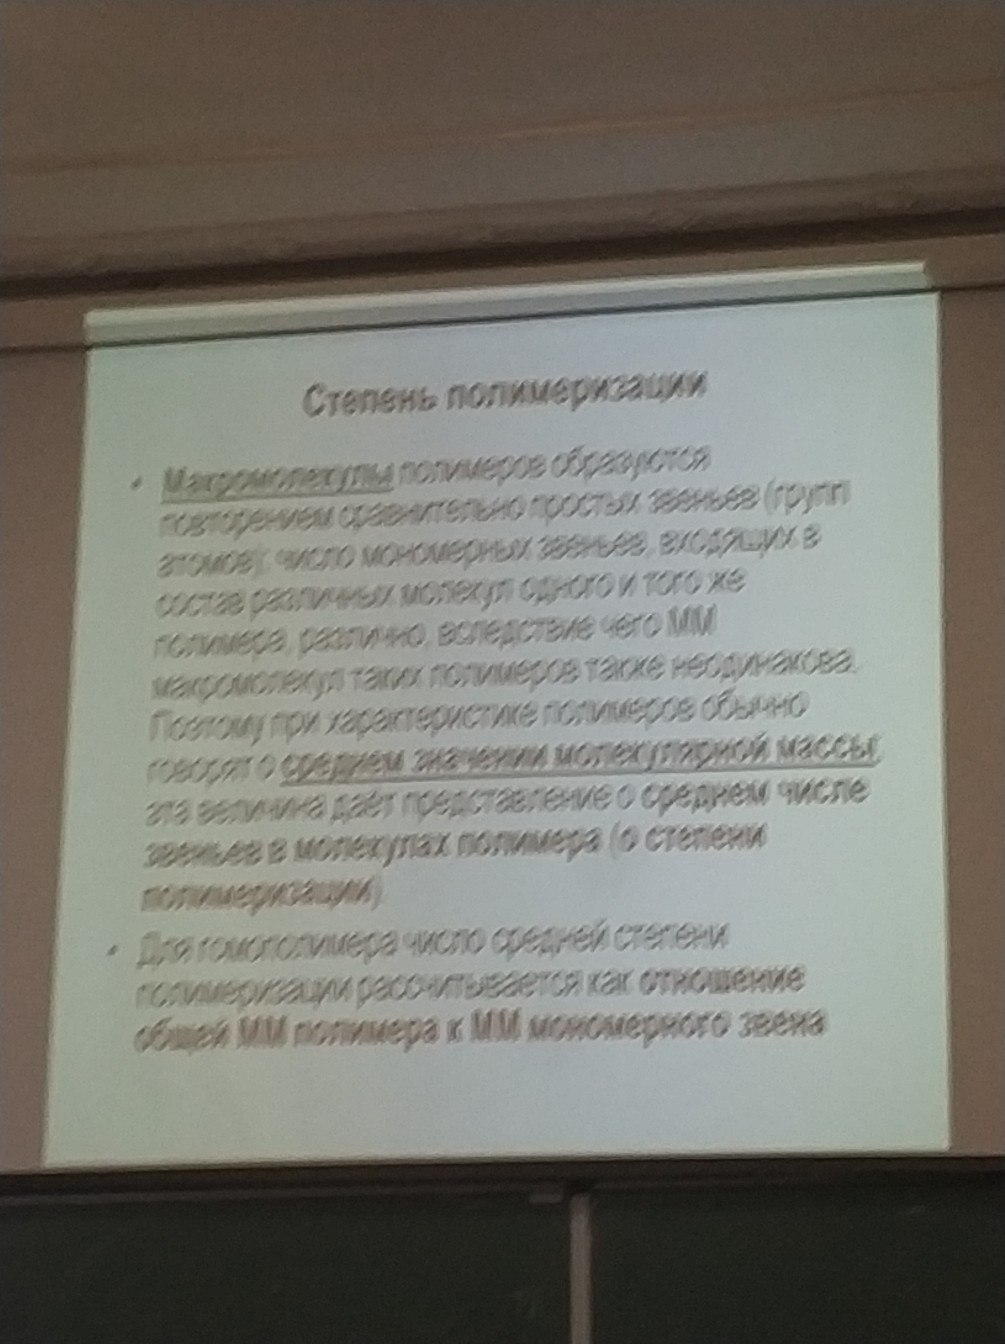 Степень полимеризации
• Макромолекулы полимеров образуются
повторением сравнительно простых звеньев (групп
атомов); число мономерных звеньев, входящих в
состав различных молекул одного и того же
полимера, различно, вследствие чего ММ
макромолекул таких полимеров также неодинакова.
Поэтому при характеристике полимеров обычно
говорят о среднем значении молекулярной массы;
эта величина даёт представление о среднем числе
звеньев в молекулах полимера (о степени
полимеризации).
• Для гомополимера число средней степени
полимеризации рассчитывается как отношение
общей ММ полимера к ММ мономерного звена